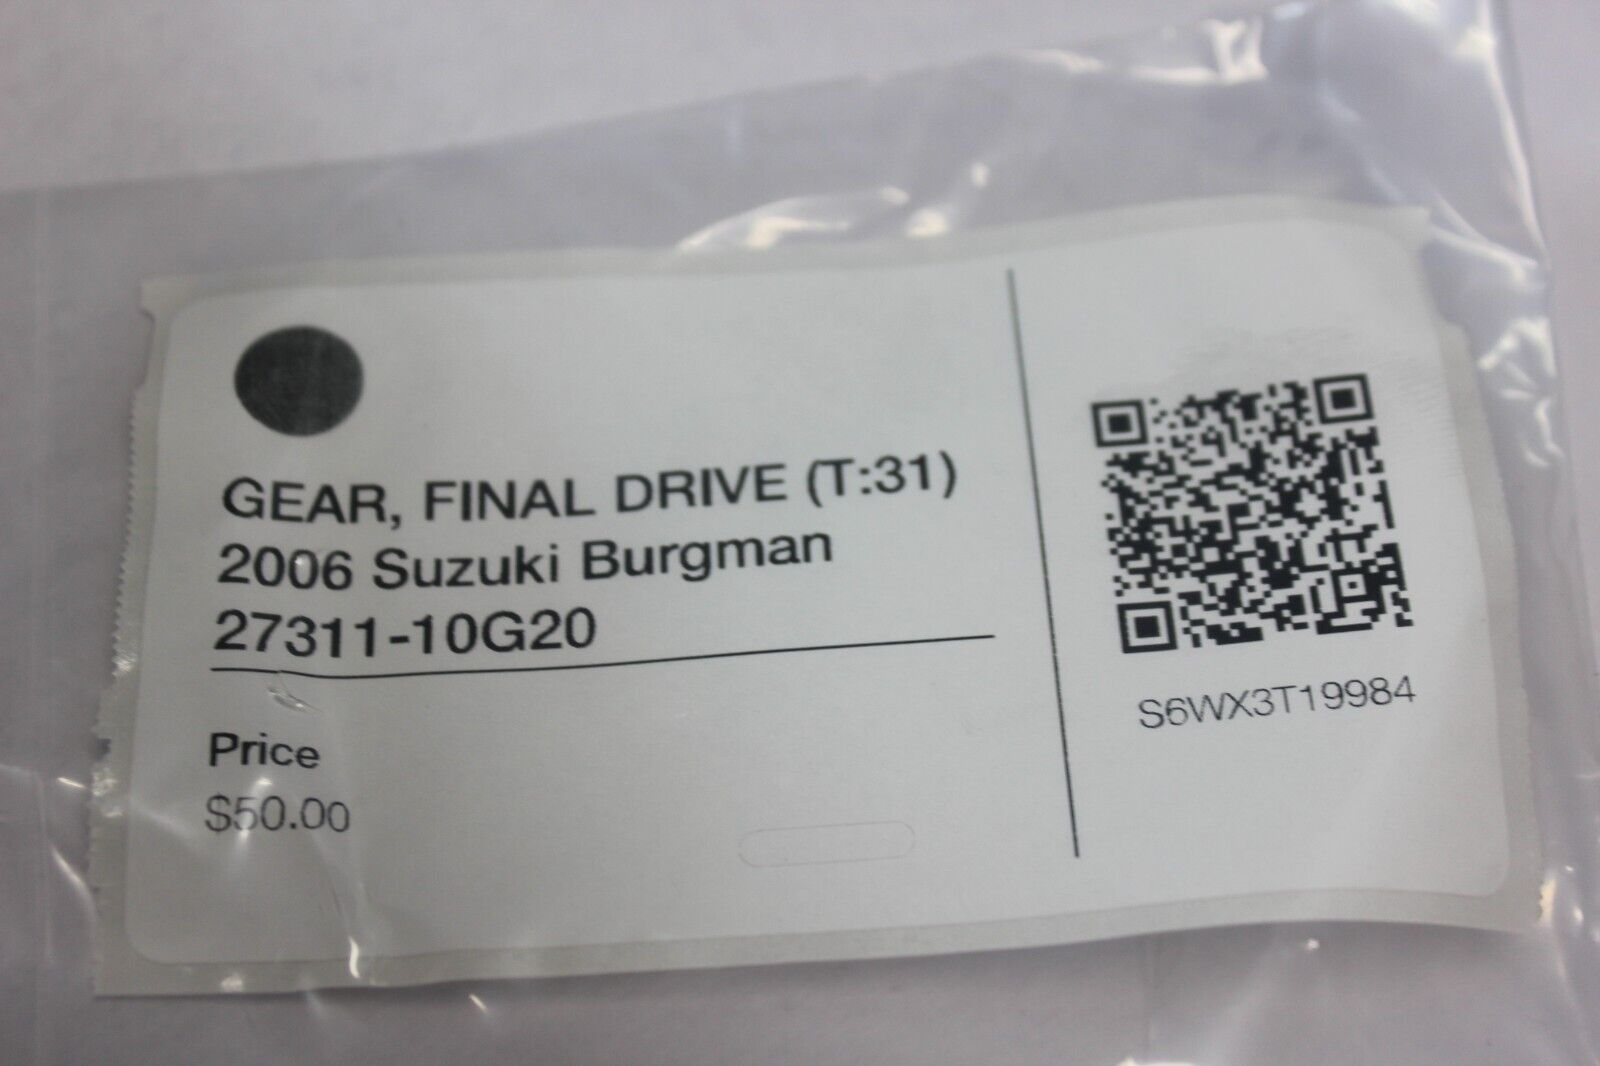 GEAR, FINAL DRIVE (T:31)
2006 Suzuki Burgman
27311-10G20
Price
$50.00
S6WX3T19984